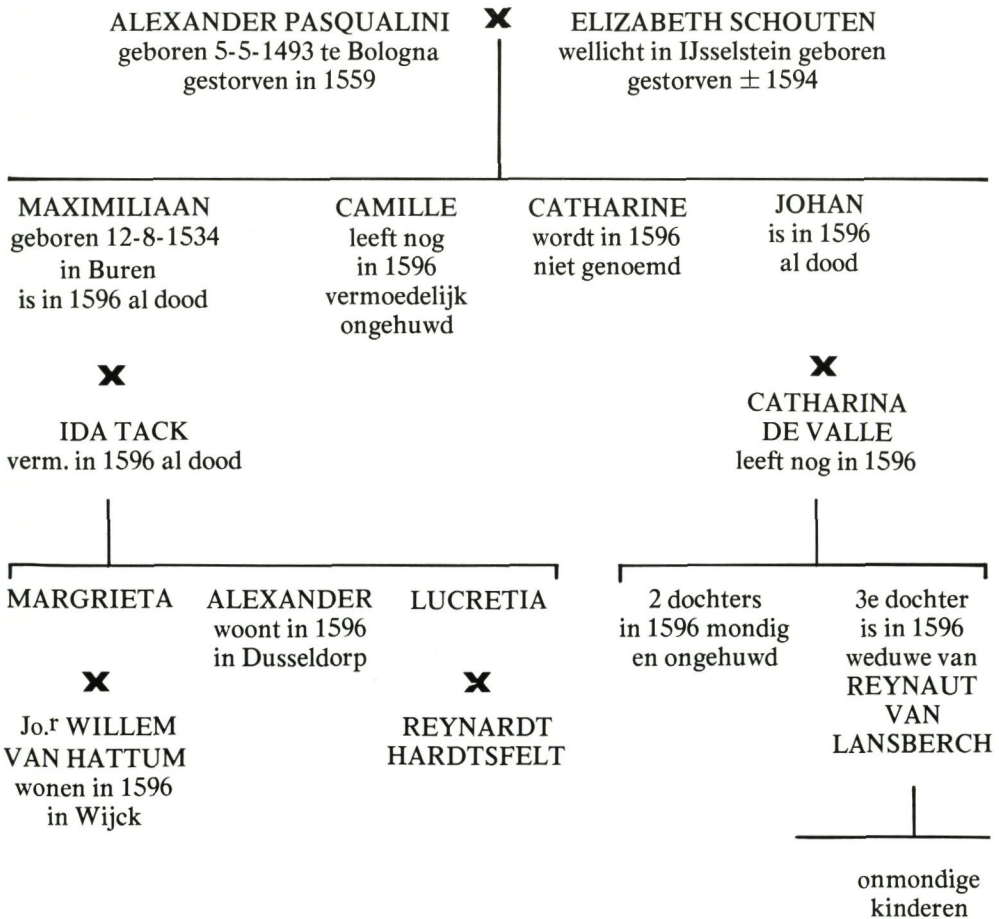 ALEXANDER PASQUALINI
geboren 5-5-1493 te Bologna
gestorven in 1559
x
ELIZABETH SCHOUTEN
wellicht in IJsselstein geboren
gestorven ± 1594
MAXIMILIAAN
geboren 12-8-1534
in Buren
is in 1596 al dood
CAMILLE
leeft nog
in 1596
vermoedelijk
ongehuwd
CATHARINE
wordt in 1596
niet genoemd
JOHAN
is in 1596
al dood
x
IDA TACK
verm. in 1596 al dood
x
CATHARINA
DE VALLE
leeft nog in 1596
MARGRIETA
x
Jo.r WILLEM
VAN HATTUM
wonen in 1596
in Wijck
ALEXANDER
woont in 1596
in Dusseldorp
LUCRETIA
x
REYNARDT
HARDTSFELT
2 dochters
in 1596 mondig
en ongehuwd
3e dochter
is in 1596
weduwe van
REYNAUT
VAN
LANSBERCH
onmondige
kinderen